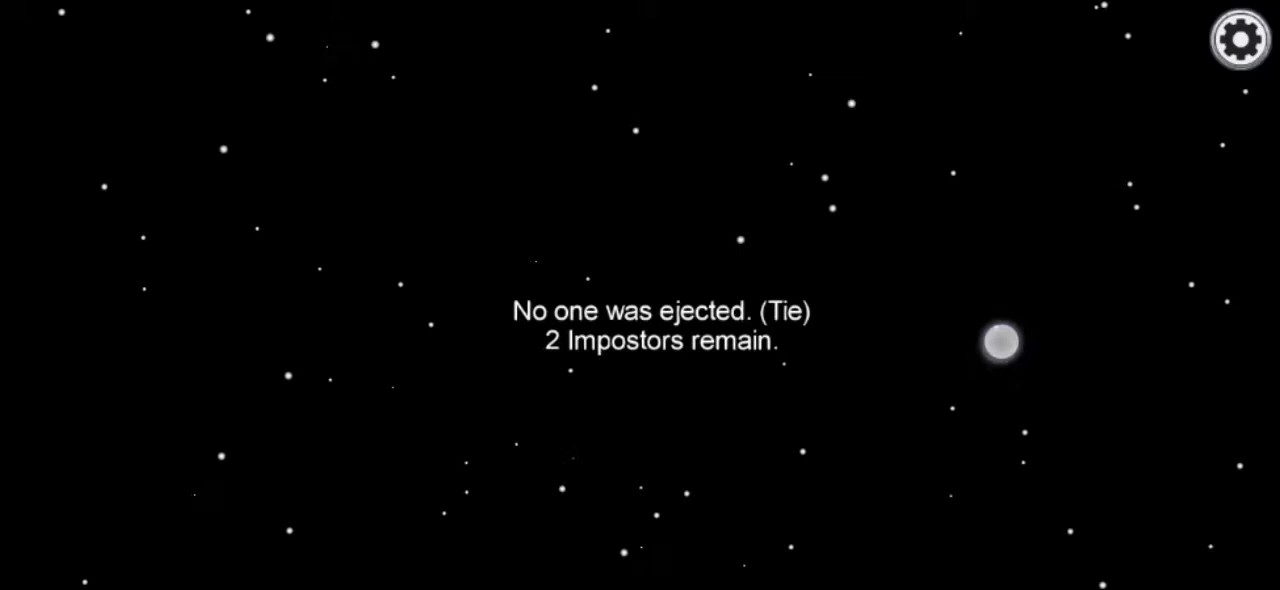 No one was ejected. (Tie)
2 Impostors remain.